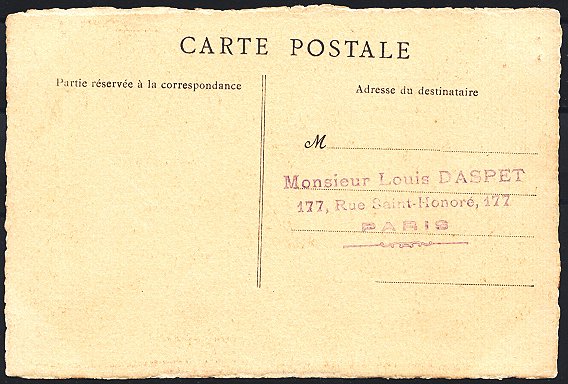 CARTE POSTALE
Partie réservée à la correspondance
Adresse du destinataire
M
Monsieur Louis DASPET
177, Rue Saint-Honoré, 177
PARIS